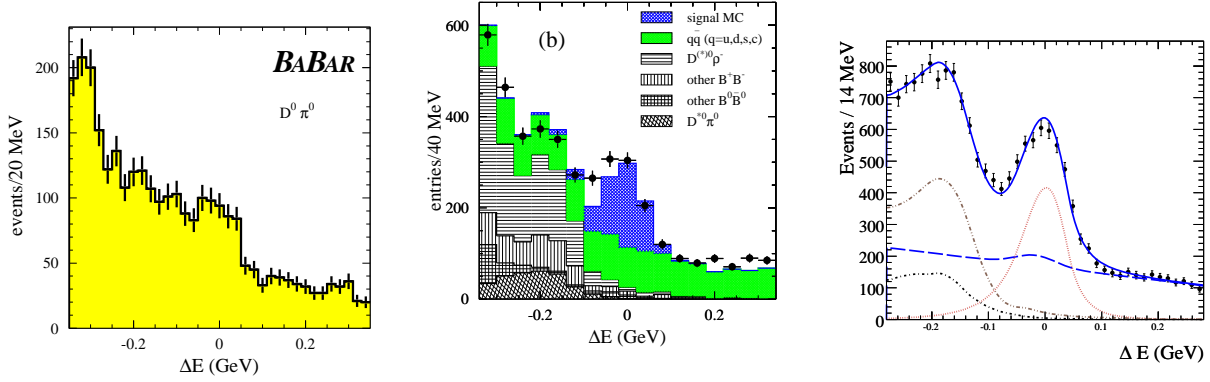 BABAR
D⁰ π⁰
events/20 MeV
200
150
100
50
0
-0.2
0
0.2
ΔE (GeV)
(b)
signal MC
qq̄ (q=u,d,s,c)
D⁽*⁾⁰ρ⁻
other B⁺B⁻
other B⁰B̄⁰
D*⁰π⁰
entries/40 MeV
600
400
200
0
-0.2
0
0.2
ΔE (GeV)
Events / 14 MeV
800
700
600
500
400
300
200
100
0
-0.2
-0.1
0
0.1
0.2
Δ E (GeV)